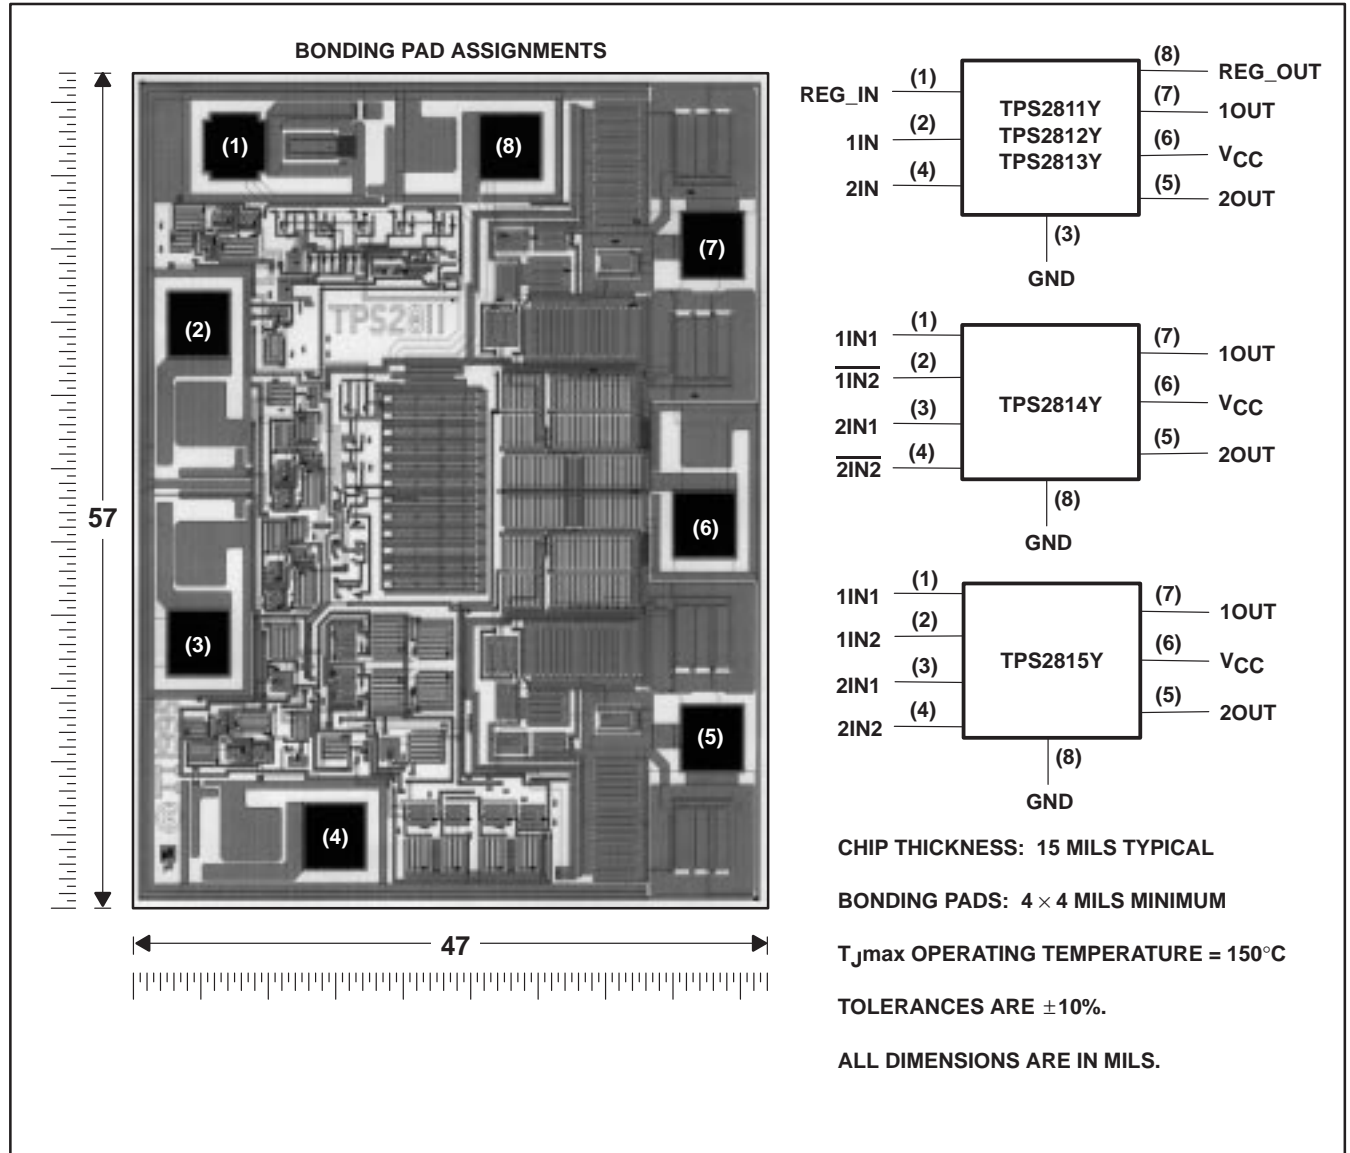 BONDING PAD ASSIGNMENTS
(1)
(8)
(7)
(2)
TPS2811
(6)
(3)
(5)
(4)
57
47
REG_IN (1)
1IN (2)
2IN (4)
TPS2811Y
TPS2812Y
TPS2813Y
(8) REG_OUT
(7) 1OUT
(6) VCC
(5) 2OUT
(3)
GND
1IN1 (1)
1IN2 (2)
2IN1 (3)
2IN2 (4)
TPS2814Y
(7) 1OUT
(6) VCC
(5) 2OUT
(8)
GND
1IN1 (1)
1IN2 (2)
2IN1 (3)
2IN2 (4)
TPS2815Y
(7) 1OUT
(6) VCC
(5) 2OUT
(8)
GND
CHIP THICKNESS: 15 MILS TYPICAL
BONDING PADS: 4 × 4 MILS MINIMUM
TJmax OPERATING TEMPERATURE = 150°C
TOLERANCES ARE ±10%.
ALL DIMENSIONS ARE IN MILS.